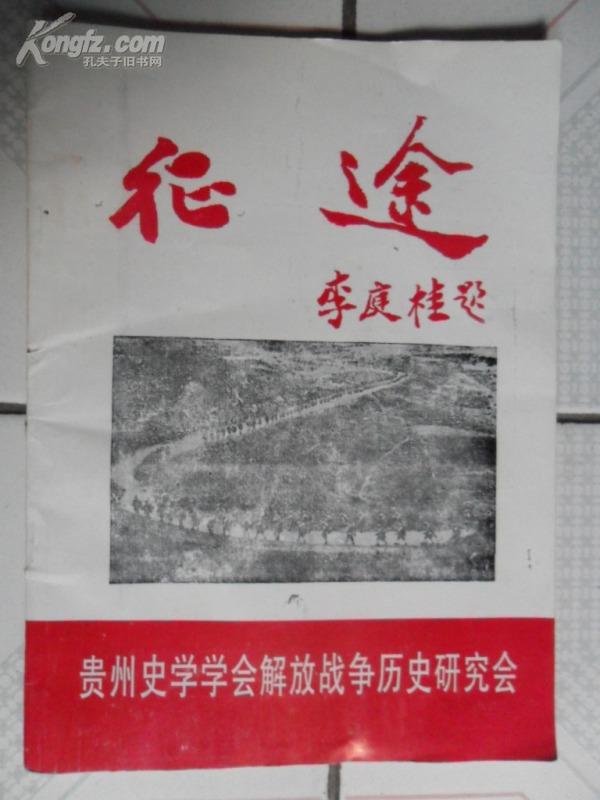 Kongfz.com
孔夫子旧书网
征途
李庭桂题
贵州史学学会解放战争历史研究会